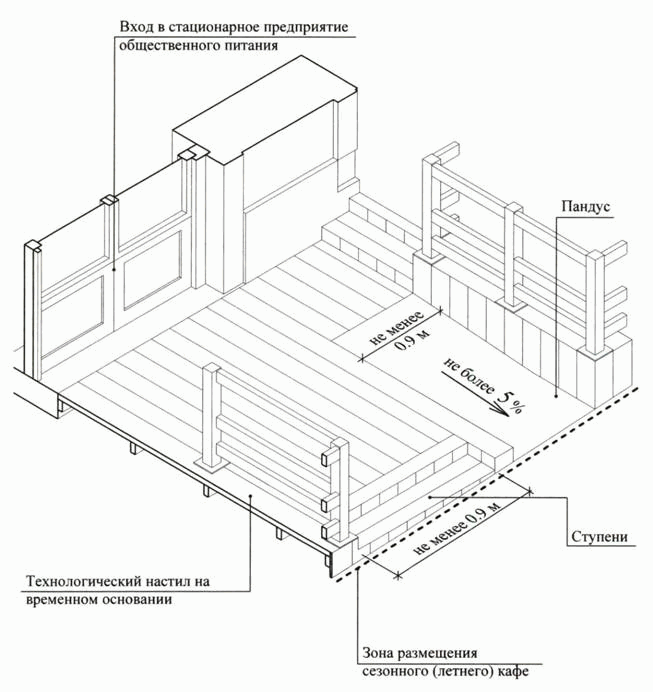 Вход в стационарное предприятие
общественного питания
Пандус
не менее
0.9 м
не более 5%
не менее 0.9 м
Ступени
Технологический настил на
временном основании
Зона размещения
сезонного (летнего) кафе